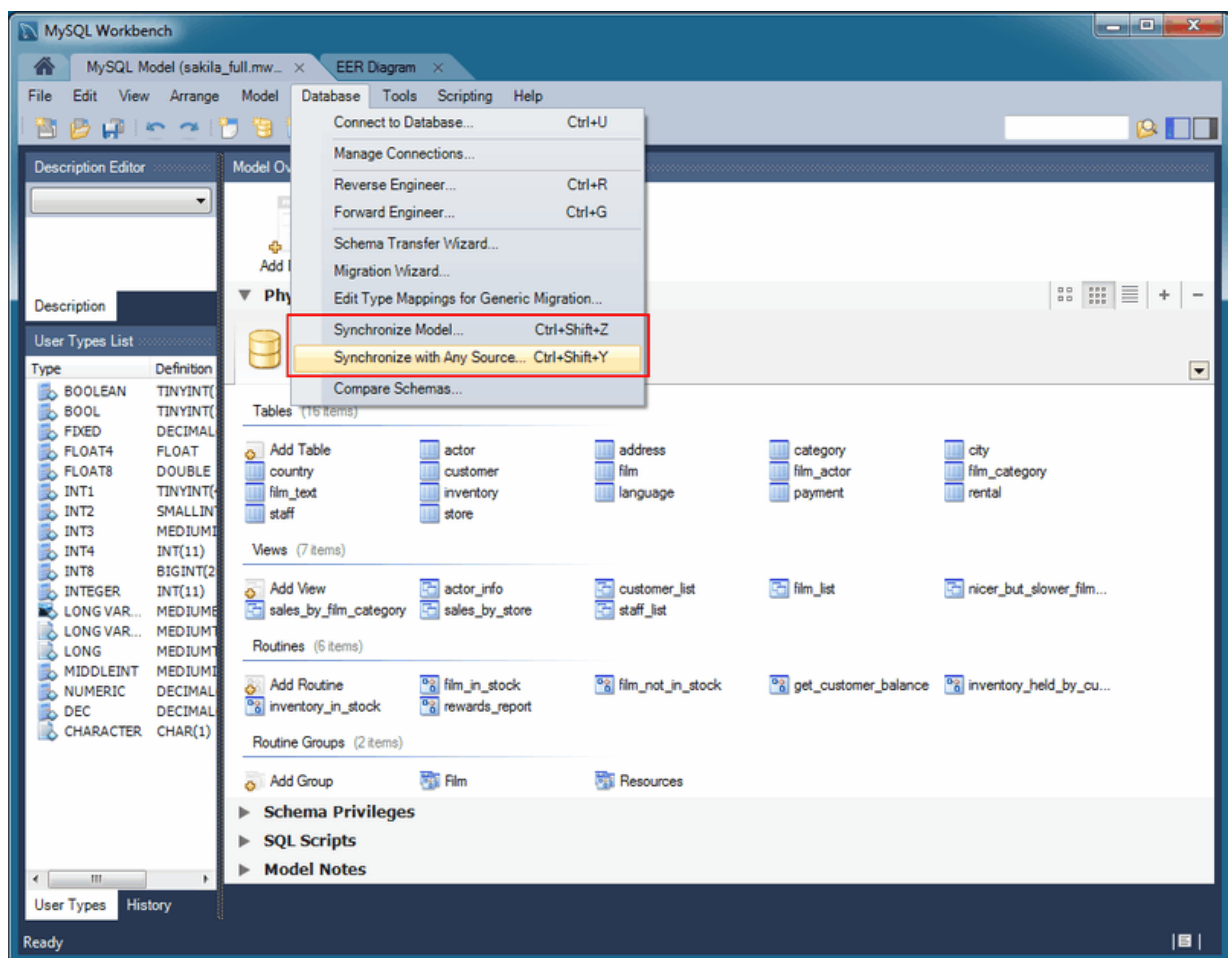 MySQL Workbench
MySQL Model (sakila_full.mw... × EER Diagram ×
File Edit View Arrange Model Database Tools Scripting Help
Connect to Database... Ctrl+U
Manage Connections...
Reverse Engineer... Ctrl+R
Forward Engineer... Ctrl+G
Schema Transfer Wizard...
Migration Wizard...
Edit Type Mappings for Generic Migration...
Synchronize Model... Ctrl+Shift+Z
Synchronize with Any Source... Ctrl+Shift+Y
Compare Schemas...
Description Editor
Description
User Types List
Type Definition
BOOLEAN TINYINT(
BOOL TINYINT(
FIXED DECIMAL
FLOAT4 FLOAT
FLOAT8 DOUBLE
INT1 TINYINT(
INT2 SMALLIN
INT3 MEDIUMI
INT4 INT(11)
INT8 BIGINT(2
INTEGER INT(11)
LONG VAR... MEDIUMB
LONG VAR... MEDIUMT
LONG MEDIUMT
MIDDLEINT MEDIUMI
NUMERIC DECIMAL
DEC DECIMAL
CHARACTER CHAR(1)
User Types History
Model Ov
Add
Phy
Tables (16 items)
Add Table actor address category city
country customer film film_actor film_category
film_text inventory language payment rental
staff store
Views (7 items)
Add View actor_info customer_list film_list nicer_but_slower_film...
sales_by_film_category sales_by_store staff_list
Routines (6 items)
Add Routine film_in_stock film_not_in_stock get_customer_balance inventory_held_by_cu...
inventory_in_stock rewards_report
Routine Groups (2 items)
Add Group Film Resources
Schema Privileges
SQL Scripts
Model Notes
Ready